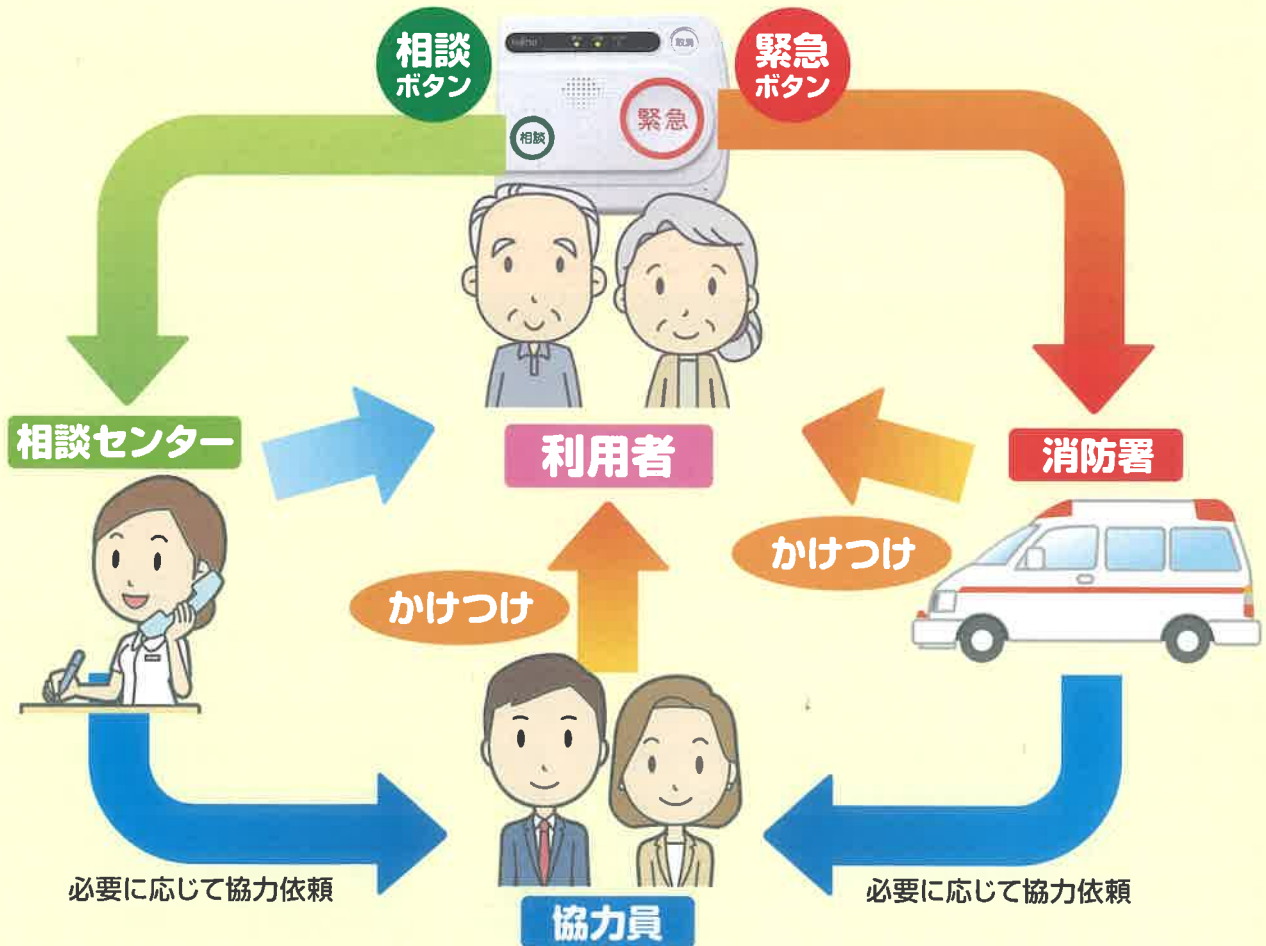 相談
ボタン
FUJITSU
取消
緊急
ボタン
緊急
相談
相談センター
利用者
消防署
かけつけ
かけつけ
必要に応じて協力依頼
必要に応じて協力依頼
協力員